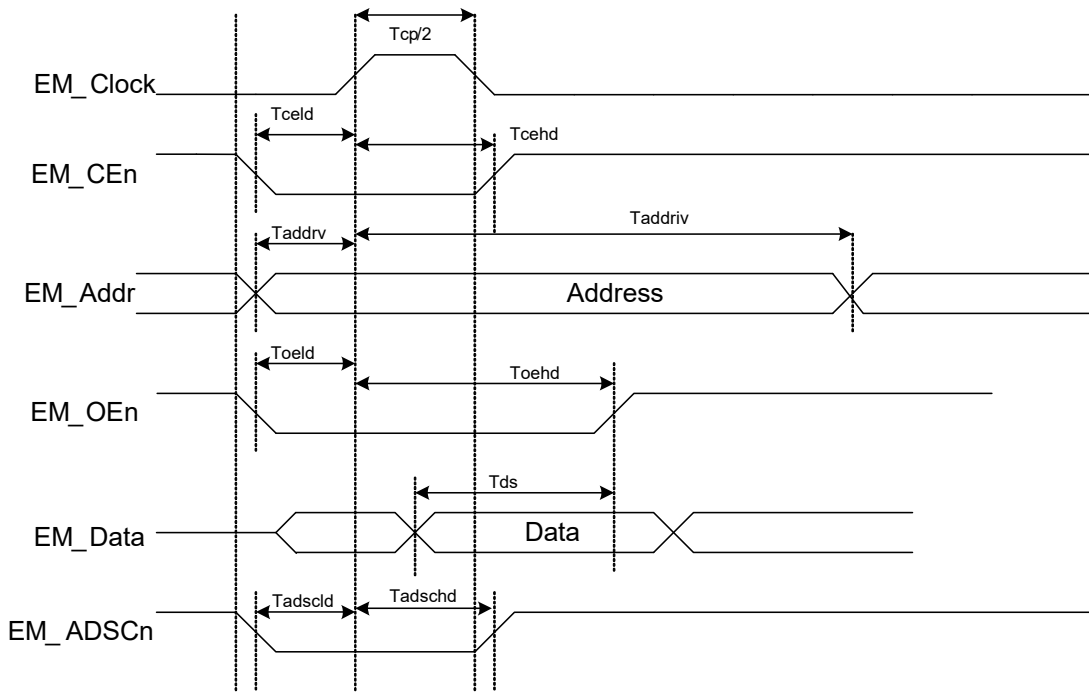 Tcp/2
EM_Clock
Tceld
Tcehd
EM_CEn
Taddrv
Taddriv
EM_Addr
Address
Toeld
Toehd
EM_OEn
Tds
EM_Data
Data
Tadscld
Tadschd
EM_ADSCn